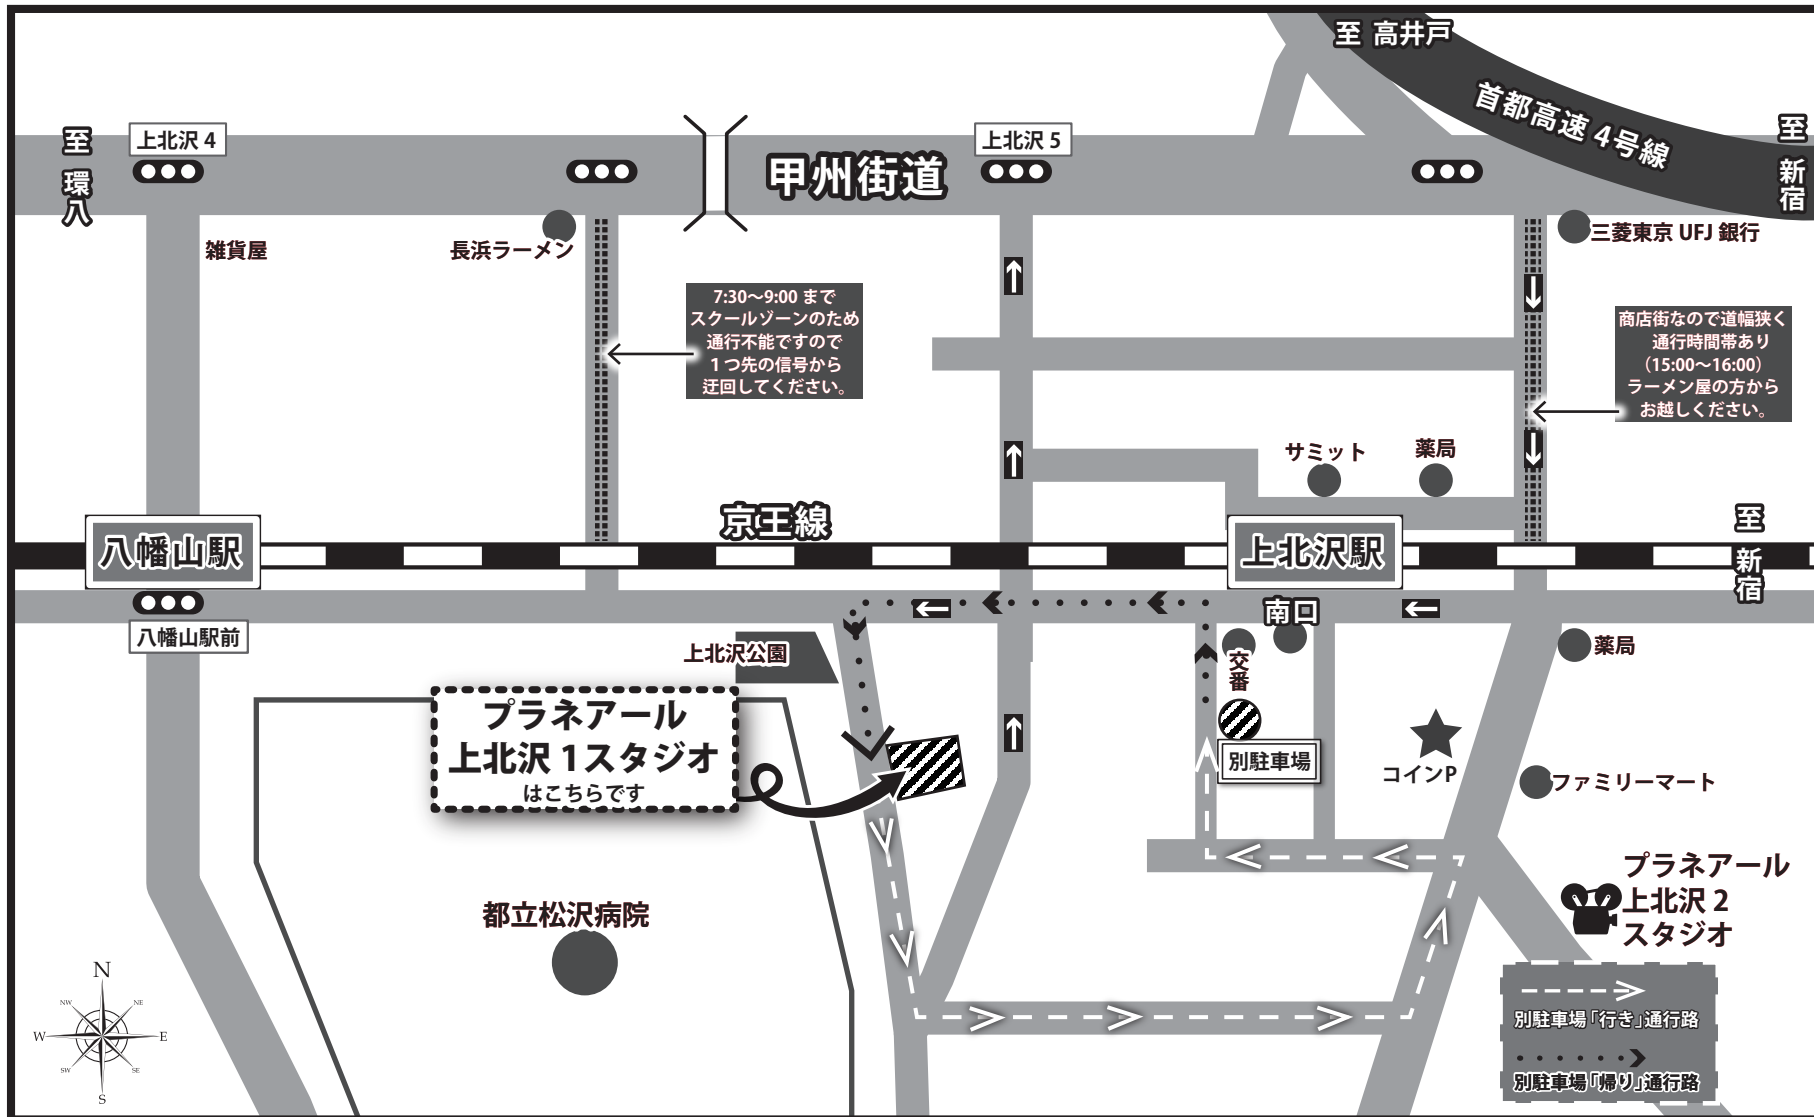 至 高井戸
首都高速 4号線
至 新宿
至 環八
上北沢 4
甲州街道
上北沢 5
雑貨屋
長浜ラーメン
三菱東京 UFJ 銀行
7:30〜9:00 まで
スクールゾーンのため
通行不能ですので
1 つ先の信号から
迂回してください。
商店街なので道幅狭く
通行時間帯あり
（15:00〜16:00）
ラーメン屋の方から
お越しください。
サミット
薬局
京王線
八幡山駅
上北沢駅
至 新宿
八幡山駅前
南口
上北沢公園
交番
薬局
プラネアール
上北沢 1スタジオ
はこちらです
別駐車場
コインP
ファミリーマート
都立松沢病院
プラネアール
上北沢 2
スタジオ
別駐車場「行き」通行路
別駐車場「帰り」通行路
N
NW
NE
W
E
SW
SE
S